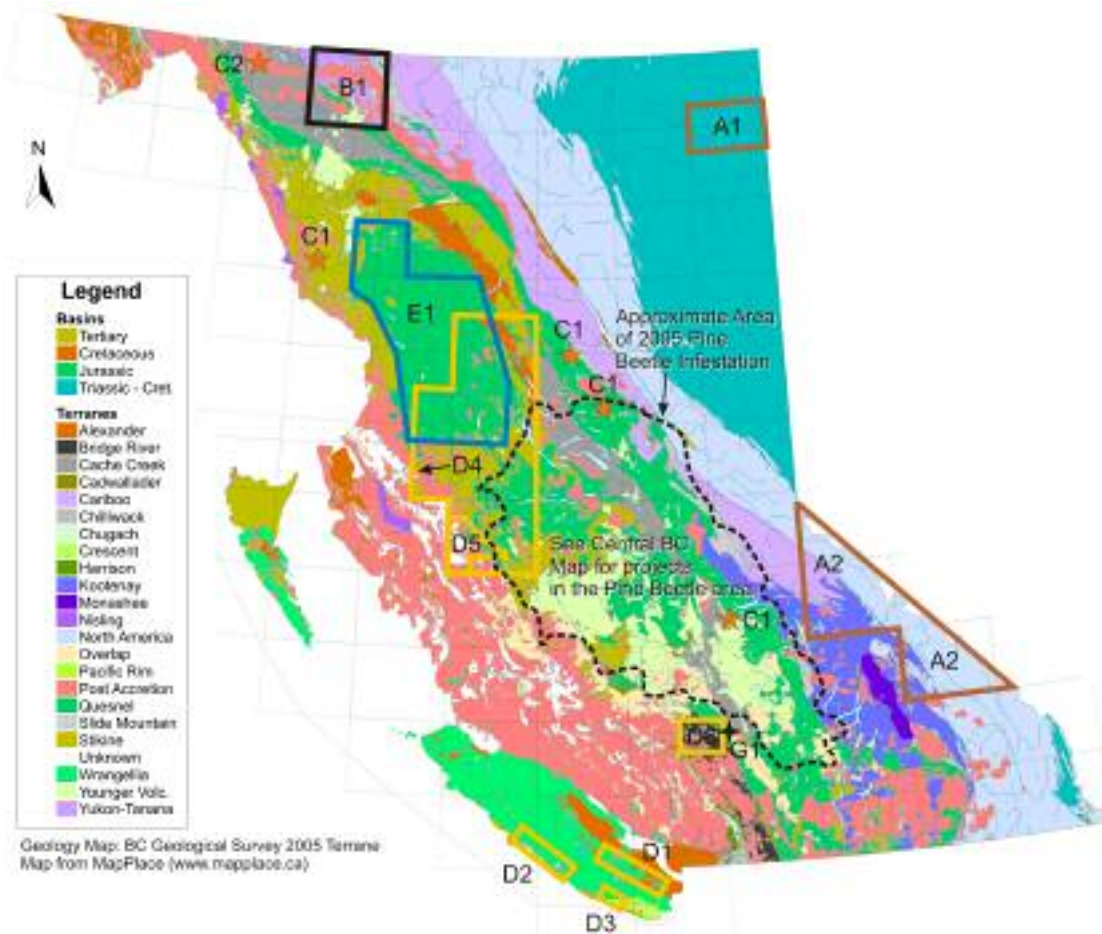 C2
B1
A1
N
C1
Legend
Basins
Tertiary
Cretaceous
Jurassic
Triassic - Cret.
Terranes
Alexander
Bridge River
Cache Creek
Cadwallader
Cariboo
Chilliwack
Chugach
Crescent
Harrison
Kootenay
Monashee
Nisling
North America
Overlap
Pacific Rim
Post Accretion
Quesnel
Slide Mountain
Stikine
Unknown
Wrangellia
Younger Volc.
Yukon-Tanana
E1
Approximate Area
of 2005 Pine
Beetle Infestation
C1
C1
D4
D5
See Central BC
Map for projects
in the Pine Beetle area
A2
C1
A2
G1
D1
D2
D3
Geology Map: BC Geological Survey 2005 Terrane
Map from MapPlace (www.mapplace.ca)